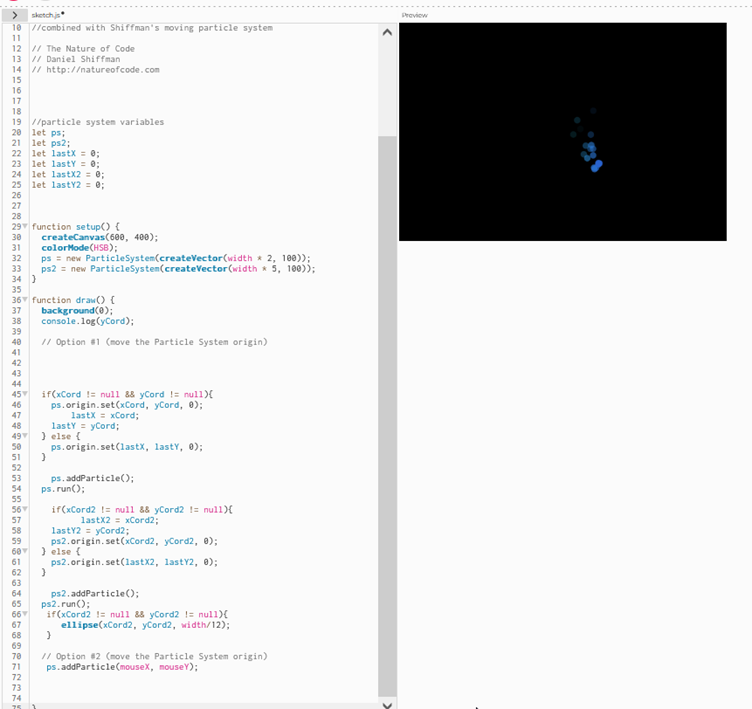 sketch.js•
Preview
10 //combined with Shiffman's moving particle system
11
12 // The Nature of Code
13 // Daniel Shiffman
14 // http://natureofcode.com
15
16
17
18
19 //particle system variables
20 let ps;
21 let ps2;
22 let lastX = 0;
23 let lastY = 0;
24 let lastX2 = 0;
25 let lastY2 = 0;
26
27
28
29 function setup() {
30 createCanvas(600, 400);
31 colorMode(HSB);
32 ps = new ParticleSystem(createVector(width * 2, 100));
33 ps2 = new ParticleSystem(createVector(width * 5, 100));
34 }
35
36 function draw() {
37 background(0);
38 console.log(yCord);
39
40 // Option #1 (move the Particle System origin)
41
42
43
44
45 if(xCord != null && yCord != null){
46 ps.origin.set(xCord, yCord, 0);
47 lastX = xCord;
48 lastY = yCord;
49 } else {
50 ps.origin.set(lastX, lastY, 0);
51 }
52
53 ps.addParticle();
54 ps.run();
55
56 if(xCord2 != null && yCord2 != null){
57 lastX2 = xCord2;
58 lastY2 = yCord2;
59 ps2.origin.set(xCord2, yCord2, 0);
60 } else {
61 ps2.origin.set(lastX2, lastY2, 0);
62 }
63
64 ps2.addParticle();
65 ps2.run();
66 if(xCord2 != null && yCord2 != null){
67 ellipse(xCord2, yCord2, width/12);
68 }
69
70 // Option #2 (move the Particle System origin)
71 ps.addParticle(mouseX, mouseY);
72
73
74
75 }